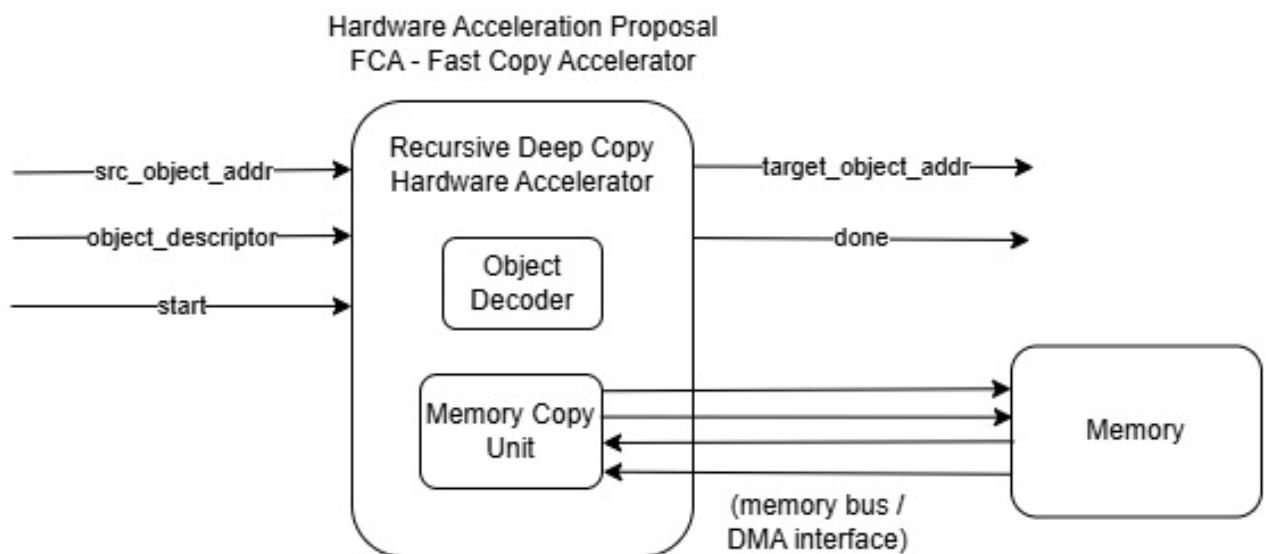 Hardware Acceleration Proposal
FCA - Fast Copy Accelerator
Recursive Deep Copy
Hardware Accelerator
src_object_addr
object_descriptor
start
target_object_addr
done
Object
Decoder
Memory Copy
Unit
Memory
(memory bus /
DMA interface)